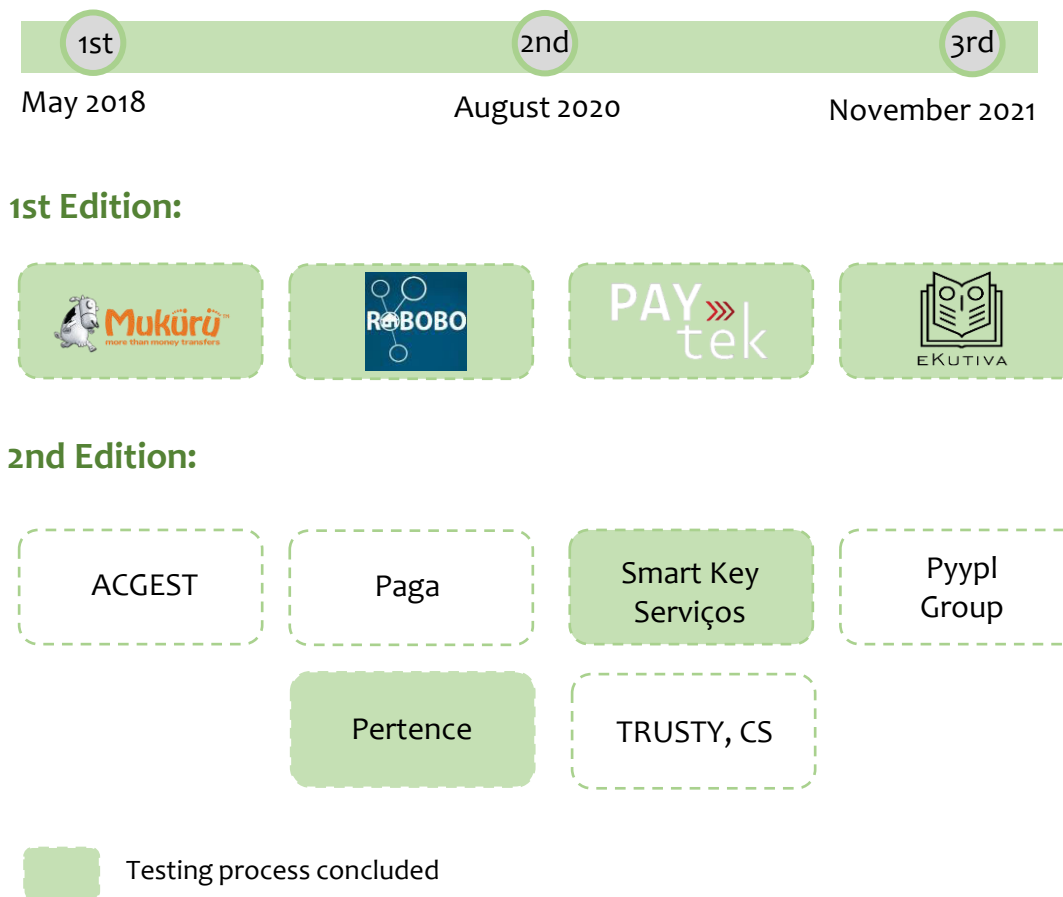 1st
2nd
3rd
May 2018
August 2020
November 2021
1st Edition:
Mukürü™
more than money transfers
ROBOBO
PAY
tek
EKUTIVA
2nd Edition:
ACGEST
Paga
Smart Key
Serviços
Pyypl
Group
Pertence
TRUSTY, CS
Testing process concluded